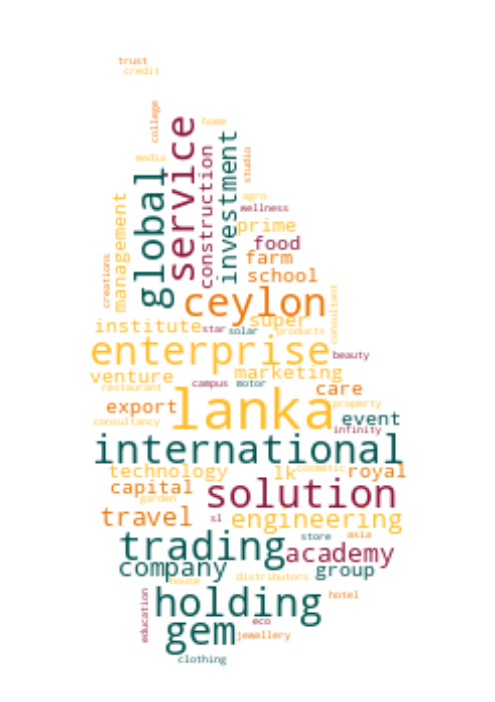 trust
credit
college
service
home
media
global
construction
investment
studio
agro
wellness
management
prime
food
farm
creations
school
ceylon
consultant
institute
star
solar
super
products
enterprise
beauty
venture
marketing
restaurant
campus
motor
care
export
lanka
property
consultancy
event
infinity
international
technology
lk
cosmetic
royal
capital
solution
garden
travel
sl
engineering
trading
store
asia
academy
company
group
house
distributors
education
holding
hotel
gem
eco
jewellery
clothing